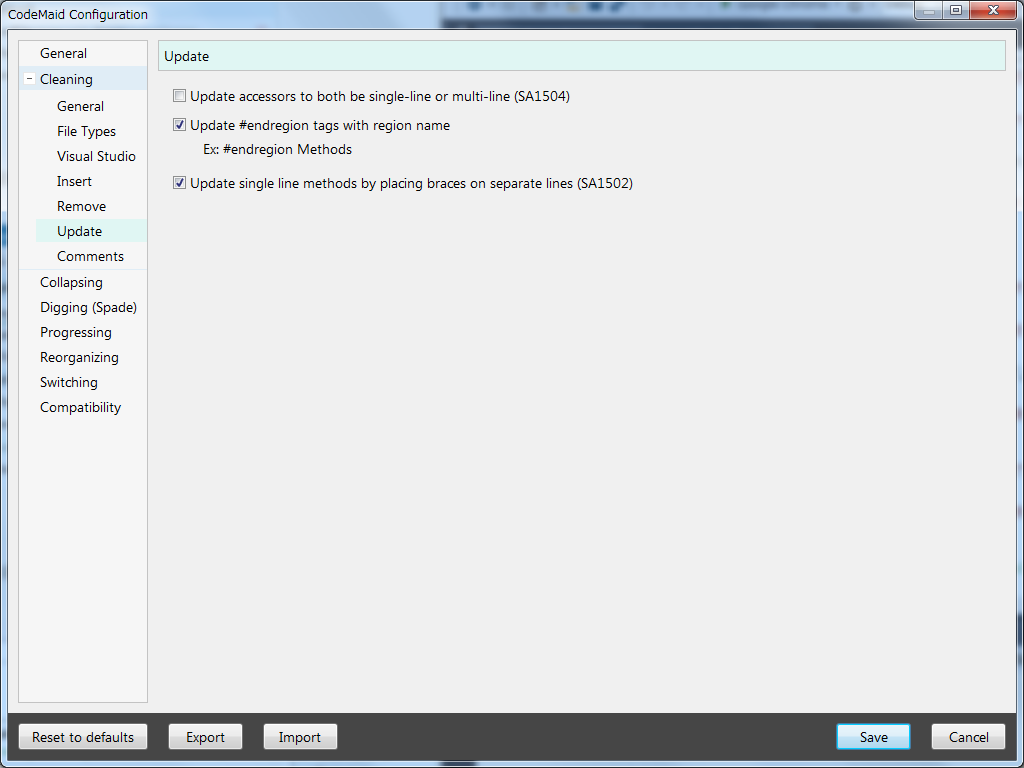 CodeMaid Configuration
General
Cleaning
General
File Types
Visual Studio
Insert
Remove
Update
Comments
Collapsing
Digging (Spade)
Progressing
Reorganizing
Switching
Compatibility
Update
Update accessors to both be single-line or multi-line (SA1504)
Update #endregion tags with region name
Ex: #endregion Methods
Update single line methods by placing braces on separate lines (SA1502)
Reset to defaults
Export
Import
Save
Cancel